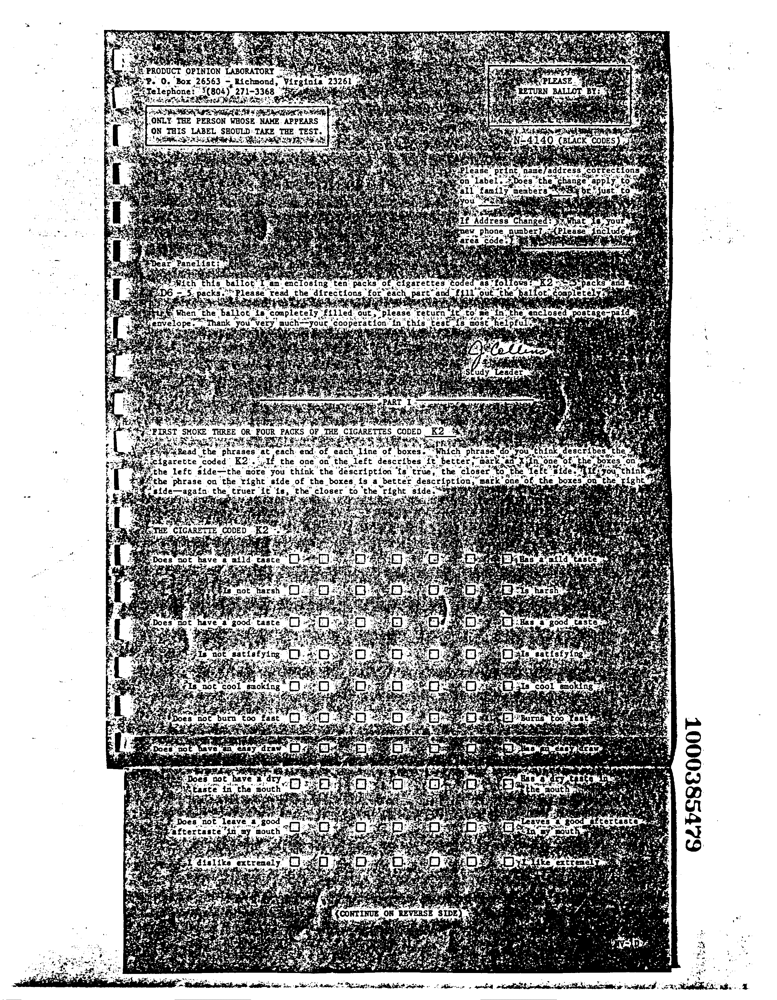 PRODUCT OPINION LABORATORY
P. O. Box 26563 - Richmond, Virginia 23261
Telephone: (804) 271-3368
PLEASE
RETURN BALLOT BY:
ONLY THE PERSON WHOSE NAME APPEARS
ON THIS LABEL SHOULD TAKE THE TEST.
N-4140 (BLACK CODES)
Please print name/address corrections
on label. Does the change apply to
all family members or just to
you
If Address Changed: What is your
new phone number? (Please include
area code.)
Dear Panelist:
With this ballot I am enclosing ten packs of cigarettes coded as follows: K2 - 5 packs and
D6 - 5 packs. Please read the directions for each part and fill out the ballot completely.
When the ballot is completely filled out, please return it to me in the enclosed postage-paid
envelope. Thank you very much--your cooperation in this test is most helpful.
J. Collins
Study Leader
PART I
FIRST SMOKE THREE OR FOUR PACKS OF THE CIGARETTES CODED K2
Read the phrases at each end of each line of boxes. Which phrase do you think describes the
cigarette coded K2. If the one on the left describes it better, mark an X in one of the boxes on
the left side--the more you think the description is true, the closer to the left side. If you think
the phrase on the right side of the boxes is a better description, mark one of the boxes on the right
side--again the truer it is, the closer to the right side.
THE CIGARETTE CODED K2
Does not have a mild taste □ □ □ □ □ □ □ Has a mild taste
Is not harsh □ □ □ □ □ □ □ Is harsh
Does not have a good taste □ □ □ □ □ □ □ Has a good taste
Is not satisfying □ □ □ □ □ □ □ Is satisfying
Is not cool smoking □ □ □ □ □ □ □ Is cool smoking
Does not burn too fast □ □ □ □ □ □ □ Burns too fast
Does not have an easy draw □ □ □ □ □ □ □ Has an easy draw
Does not have a dry □ □ □ □ □ □ □ Has a dry taste in
taste in the mouth the mouth
Does not leave a good □ □ □ □ □ □ □ Leaves a good aftertaste
aftertaste in my mouth in my mouth
I dislike extremely □ □ □ □ □ □ □ I like extremely
(CONTINUE ON REVERSE SIDE)
1000385479